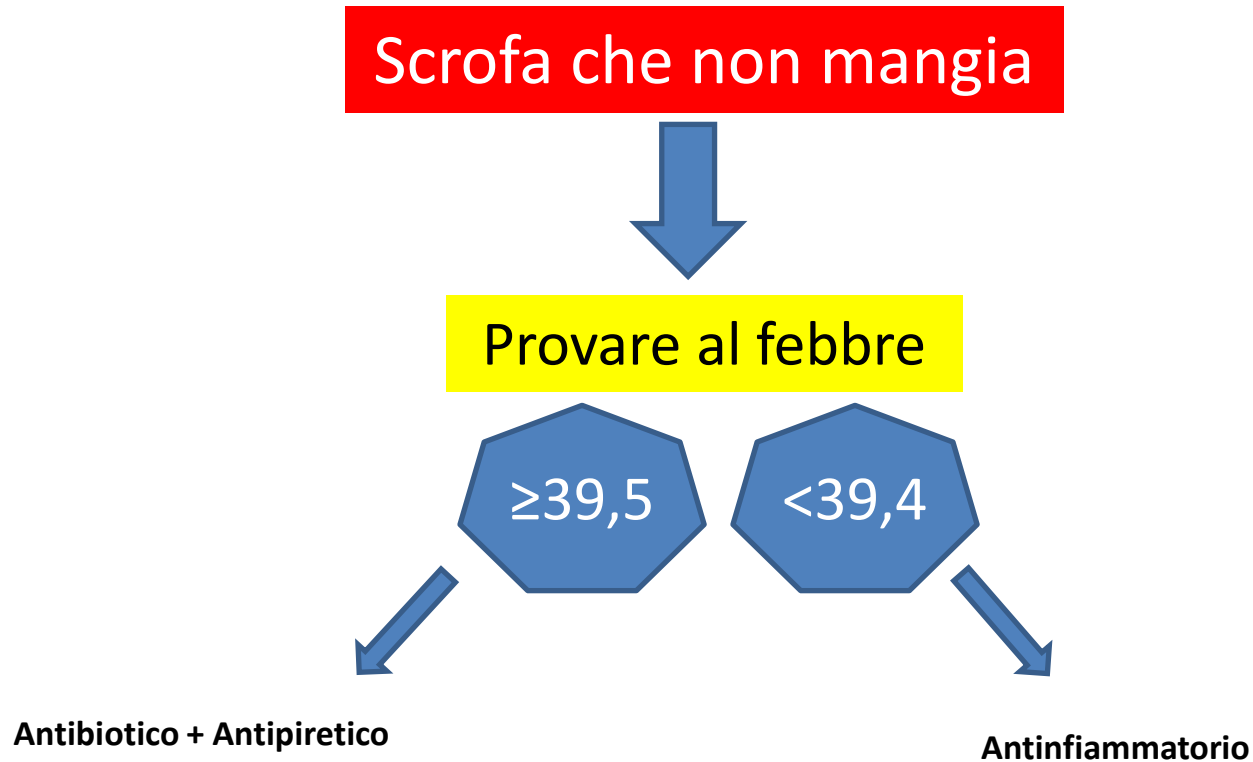 Scrofa che non mangia
Provare al febbre
≥39,5
<39,4
Antibiotico + Antipiretico
Antinfiammatorio